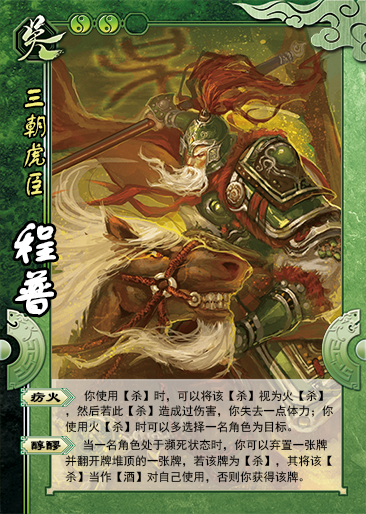 吴
三朝虎臣
程普
疠火
你使用【杀】时，可以将该【杀】视为火【杀】
，然后若此【杀】造成过伤害，你失去一点体力；你
使用火【杀】时可以多选择一名角色为目标。
醇醪
当一名角色处于濒死状态时，你可以弃置一张牌
并翻开牌堆顶的一张牌，若该牌为【杀】，其将该【
杀】当作【酒】对自己使用，否则你获得该牌。